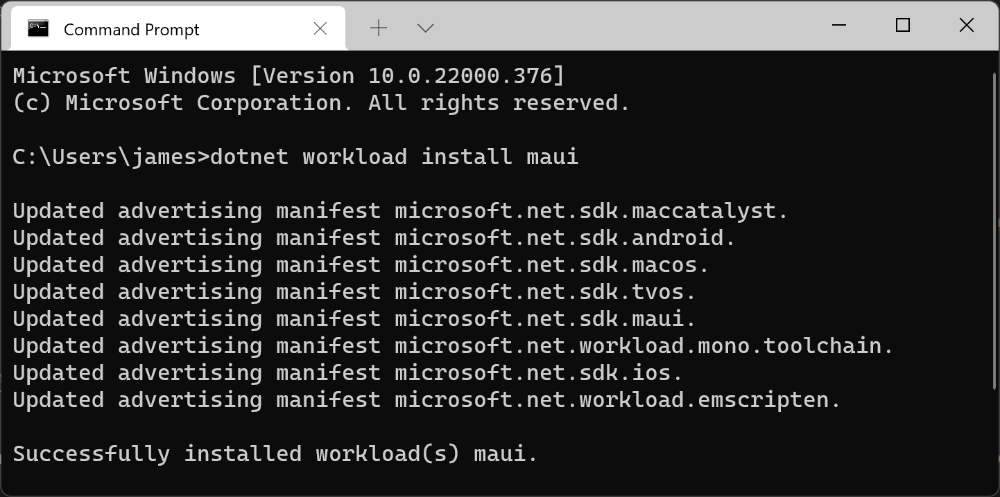 Command Prompt
Microsoft Windows [Version 10.0.22000.376]
(c) Microsoft Corporation. All rights reserved.
C:\Users\james>dotnet workload install maui
Updated advertising manifest microsoft.net.sdk.maccatalyst.
Updated advertising manifest microsoft.net.sdk.android.
Updated advertising manifest microsoft.net.sdk.macos.
Updated advertising manifest microsoft.net.sdk.tvos.
Updated advertising manifest microsoft.net.sdk.maui.
Updated advertising manifest microsoft.net.workload.mono.toolchain.
Updated advertising manifest microsoft.net.sdk.ios.
Updated advertising manifest microsoft.net.workload.emscripten.
Successfully installed workload(s) maui.